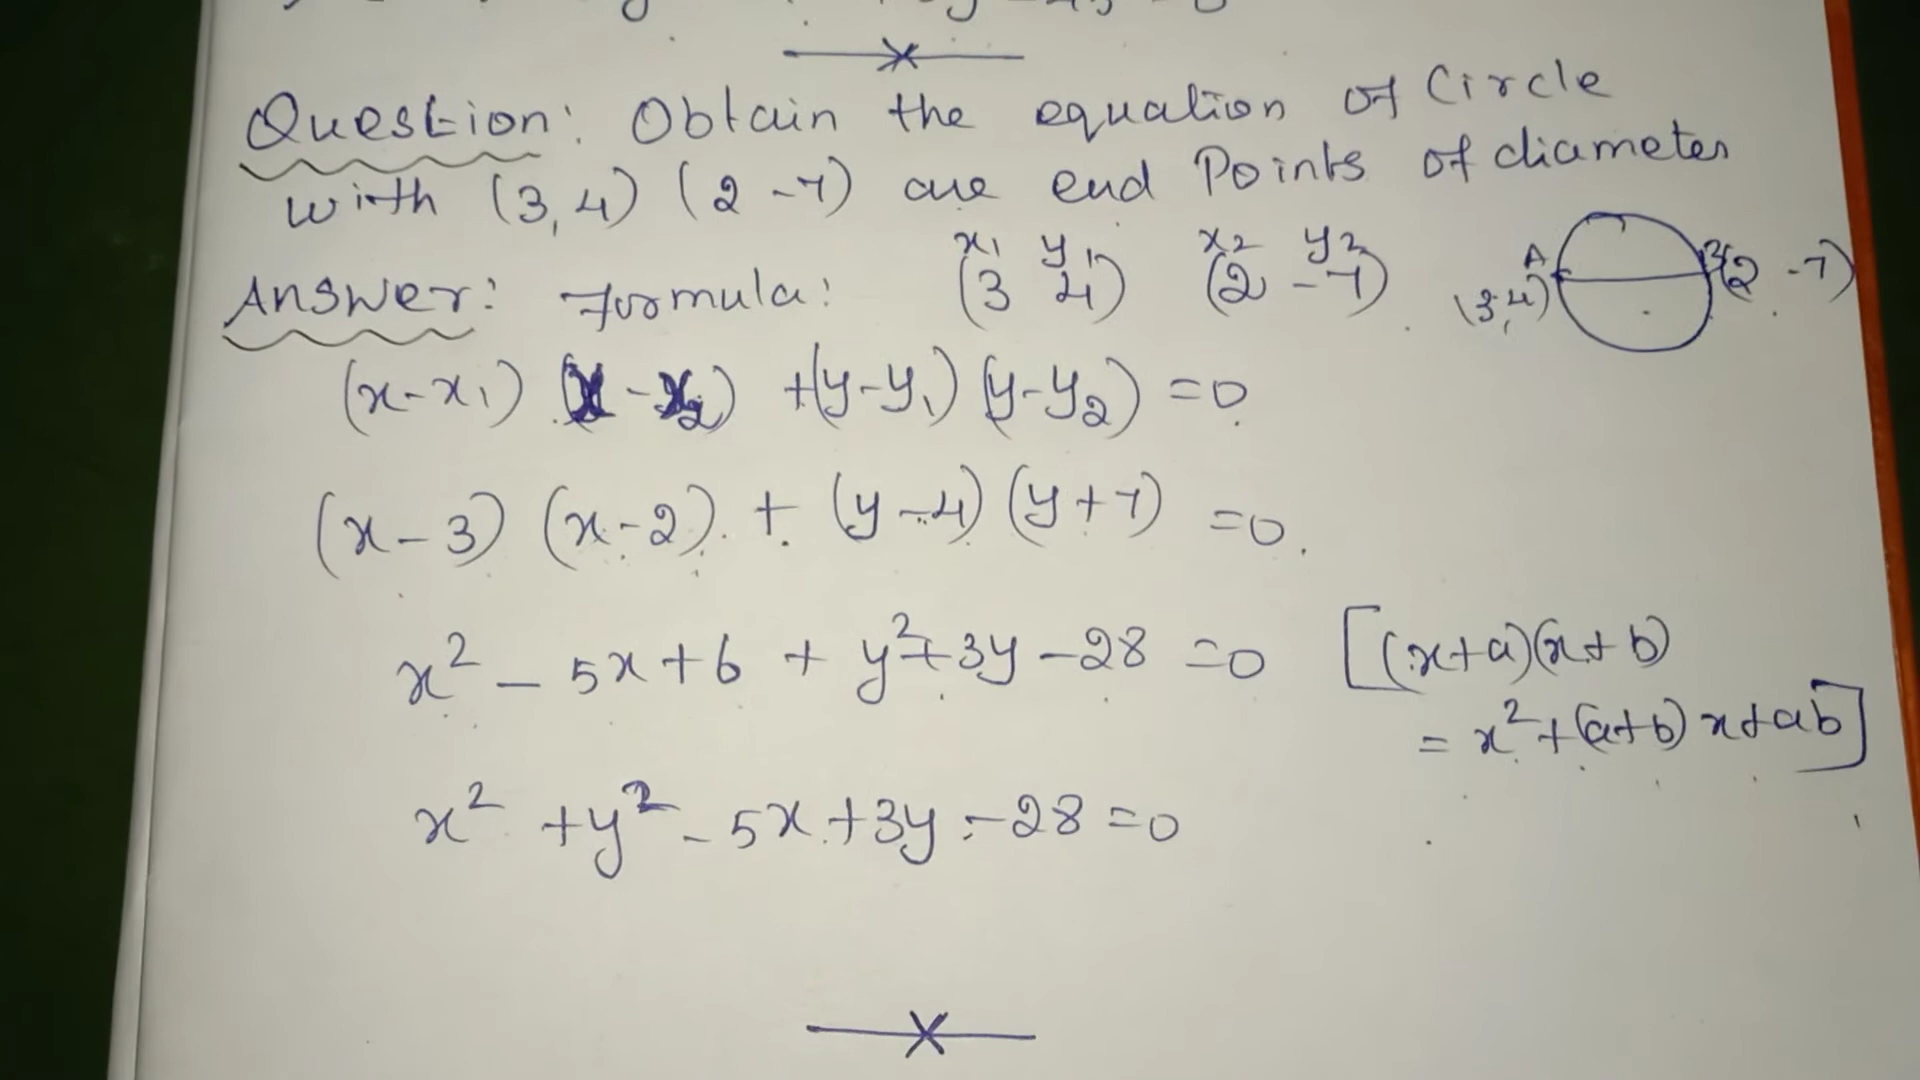 Question: Obtain the equation of Circle
with (3,4) (2 -7) are end Points of diameter
x1 y1 x2 y2
Answer: Formula: (3 4) (2 -7)
A B(2 -7)
(3,4)
(x-x1) (x-x2) +(y-y1) (y-y2) =0
(x-3) (x-2) + (y-4) (y+7) =0
x² - 5x+6 + y²+3y-28 =0 [(x+a)(x+b)
= x²+(a+b)x+ab]
x² +y² - 5x+3y-28=0